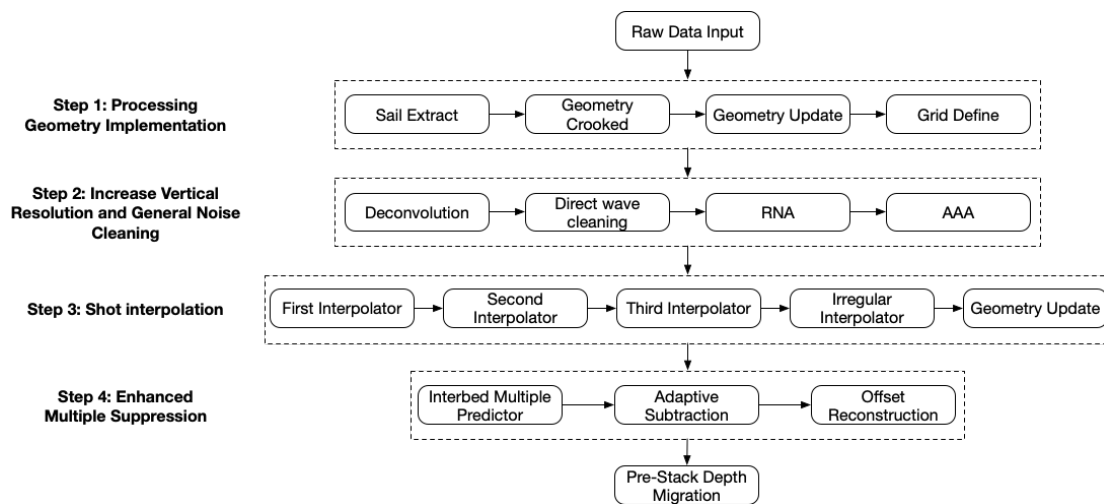 Raw Data Input
Step 1: Processing
Geometry Implementation
Sail Extract
Geometry
Crooked
Geometry Update
Grid Define
Step 2: Increase Vertical
Resolution and General Noise
Cleaning
Deconvolution
Direct wave
cleaning
RNA
AAA
Step 3: Shot interpolation
First Interpolator
Second
Interpolator
Third Interpolator
Irregular
Interpolator
Geometry Update
Step 4: Enhanced
Multiple Suppression
Interbed Multiple
Predictor
Adaptive
Subtraction
Offset
Reconstruction
Pre-Stack Depth
Migration